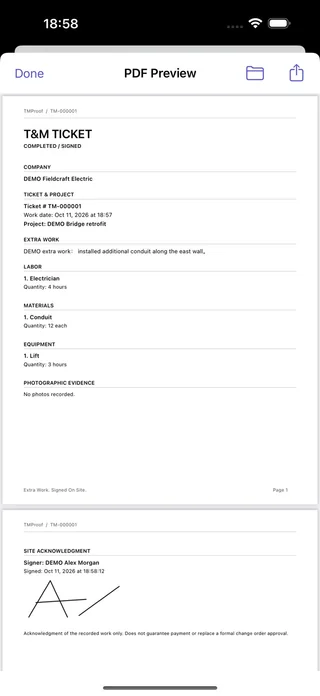 18:58
Done
PDF Preview
TMProof / TM-000001
T&M TICKET
COMPLETED / SIGNED
COMPANY
DEMO Fieldcraft Electric
TICKET & PROJECT
Ticket # TM-000001
Work date: Oct 11, 2026 at 18:57
Project: DEMO Bridge retrofit
EXTRA WORK
DEMO extra work: installed additional conduit along the east wall。
LABOR
1. Electrician
Quantity: 4 hours
MATERIALS
1. Conduit
Quantity: 12 each
EQUIPMENT
1. Lift
Quantity: 3 hours
PHOTOGRAPHIC EVIDENCE
No photos recorded.
Extra Work. Signed On Site.
Page 1
TMProof / TM-000001
SITE ACKNOWLEDGMENT
Signer: DEMO Alex Morgan
Signed: Oct 11, 2026 at 18:58:12
Acknowledgment of the recorded work only. Does not guarantee payment or replace a formal change order approval.